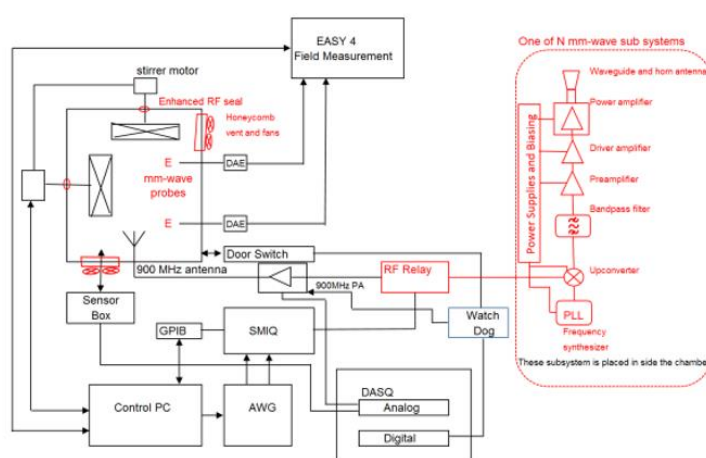 EASY 4
Field Measurement
stirrer motor
Enhanced RF seal
Honeycomb
vent and fans
E
DAE
mm-wave
probes
E
DAE
Door Switch
900 MHz antenna
900MHz PA
RF Relay
Sensor
Box
GPIB
SMIQ
Watch
Dog
Control PC
AWG
DASQ
Analog
Digital
One of N mm-wave sub systems
Waveguide and horn antenna
Power amplifier
Driver amplifier
Preamplifier
Bandpass filter
Power Supplies and Biasing
Upconverter
PLL
Frequency
synthesizer
These subsystem is placed in side the chamber